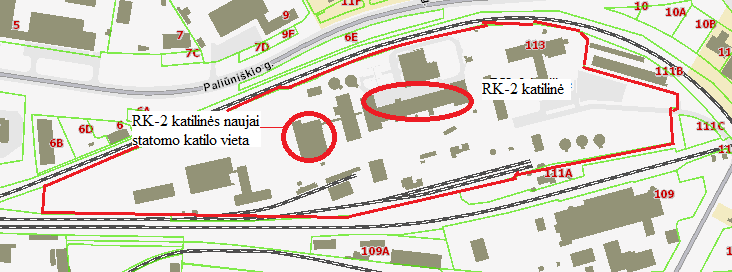 9
11F
10
10A
10B
5
7
7C
7D
9F
6E
113
Paliūniskio g.
111B
RK-2 katilinė
6A
6
RK-2 katilinės naujai
statomo katilo vieta
6D
6B
111C
111A
109
109A